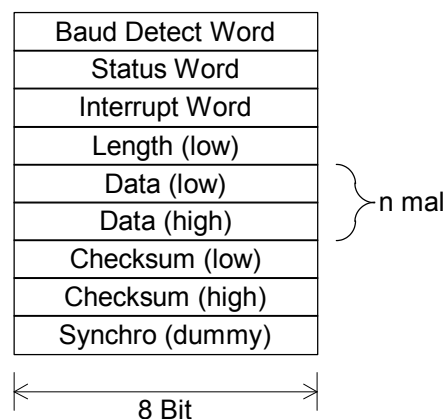 Baud Detect Word
Status Word
Interrupt Word
Length (low)
Data (low)
Data (high)
n mal
Checksum (low)
Checksum (high)
Synchro (dummy)
8 Bit